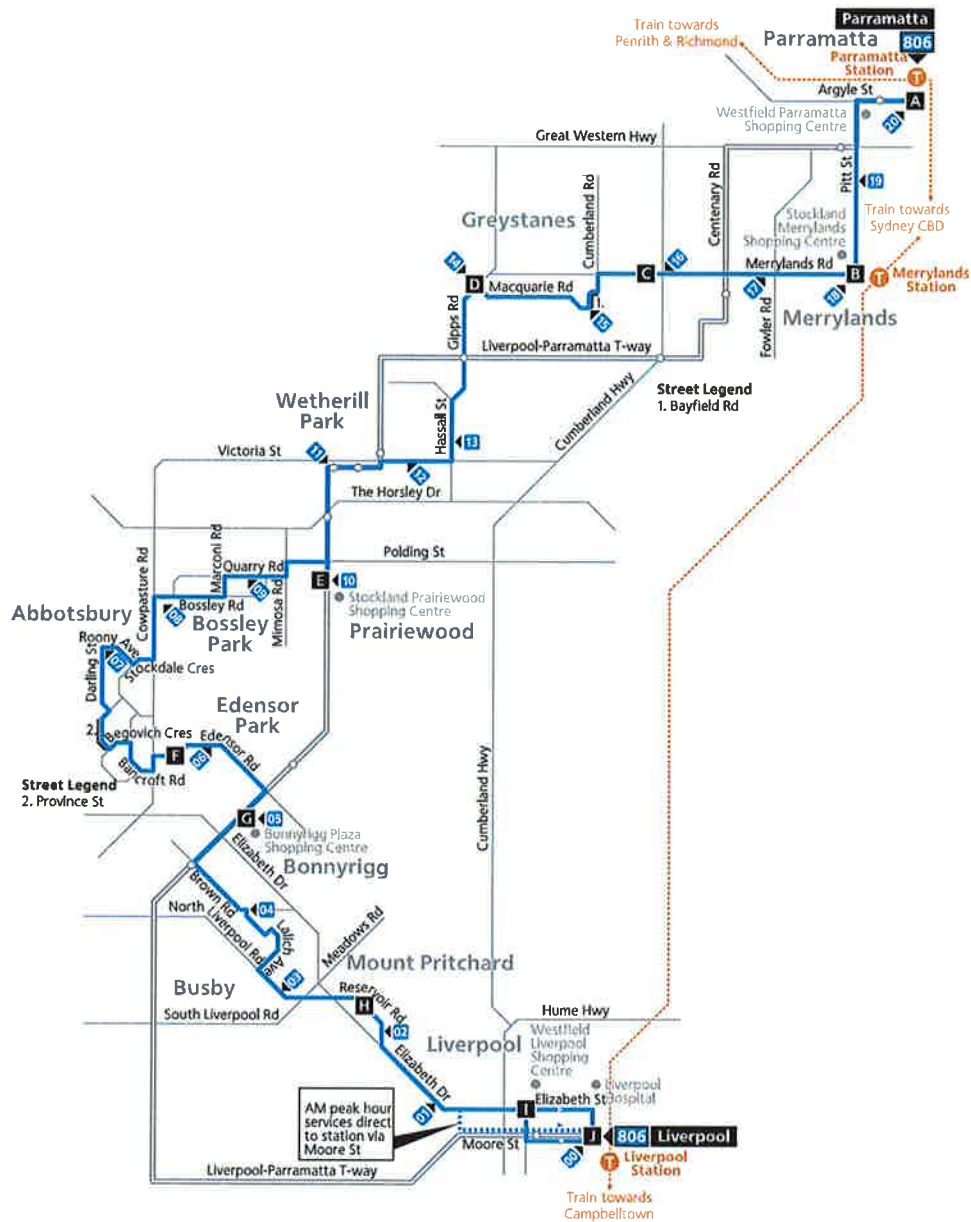 Parramatta
Train towards
Penrith & Richmond
Parramatta
806
Parramatta
Station
T
Argyle St
A
Westfield Parramatta
Shopping Centre
20
Great Western Hwy
Pitt St
19
Centenary Rd
Cumberland Rd
Train towards
Sydney CBD
Greystanes
Stockland
Merrylands
Shopping Centre
14
16
D
C
Merrylands Rd
B
T
Merrylands
Station
Macquarie Rd
17
18
1.
15
Merrylands
Gipps Rd
Fowler Rd
Liverpool-Parramatta T-way
Street Legend
1. Bayfield Rd
Cumberland Hwy
Wetherill
Park
Hassall St
13
Victoria St
11
12
The Horsley Dr
Polding St
Marconi Rd
Quarry Rd
Cowpasture Rd
09
Mimosa Rd
E
10
Stockland Prairiewood
Shopping Centre
Bossley Rd
08
Abbotsbury
Bossley
Park
Prairiewood
Roony Ave
07
Stockdale Cres
Darling St
Edensor
Park
2.
Begovich Cres
Edensor Rd
F
06
Bancroft Rd
Street Legend
2. Province St
Cumberland Hwy
G
05
Bunnyrigg Plaza
Shopping Centre
Elizabeth Dr
Bonnyrigg
Brown Rd
04
North Liverpool Rd
Lalich Ave
Meadows Rd
03
Mount Pritchard
Busby
H
Reservoir Rd
South Liverpool Rd
02
Hume Hwy
Liverpool
Westfield
Liverpool
Shopping
Centre
Elizabeth Dr
Liverpool
Hospital
Elizabeth St
01
I
AM peak hour
services direct
to station via
Moore St
J
806
Liverpool
Moore St
00
T
Liverpool
Station
Liverpool-Parramatta T-way
Train towards
Campbelltown